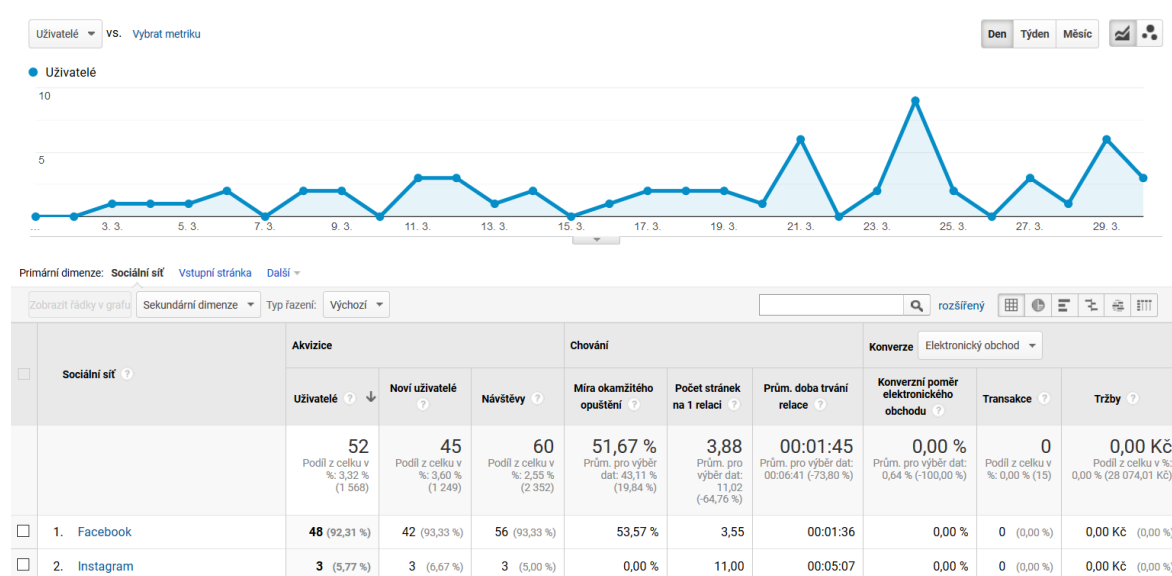 Uživatelé VS. Vybrat metriku Den Týden Měsíc
Uživatelé
10
5
... 3. 3. 5. 3. 7. 3. 9. 3. 11. 3. 13. 3. 15. 3. 17. 3. 19. 3. 21. 3. 23. 3. 25. 3. 27. 3. 29. 3.
Primární dimenze: Sociální síť Vstupní stránka Další
Zobrazit řádky v grafu Sekundární dimenze Typ řazení: Výchozí rozšířený
Sociální síť ?
Akvizice
Uživatelé ?
Noví uživatelé
?
Návštěvy ?
Chování
Míra okamžitého
opuštění ?
Počet stránek
na 1 relaci ?
Prům. doba trvání
relace ?
Konverze Elektronický obchod
Konverzní poměr
elektronického
obchodu ?
Transakce ?
Tržby ?
52
Podíl z celku v
%: 3,32 %
(1 568)
45
Podíl z celku v
%: 3,60 %
(1 249)
60
Podíl z celku v
%: 2,55 %
(2 352)
51,67 %
Prům. pro výběr
dat: 43,11 %
(19,84 %)
3,88
Prům. pro
výběr dat:
11,02
(-64,76 %)
00:01:45
Prům. pro výběr dat:
00:06:41 (-73,80 %)
0,00 %
Prům. pro výběr dat:
0,64 % (-100,00 %)
0
Podíl z celku v
%: 0,00 % (15)
0,00 Kč
Podíl z celku v %:
0,00 % (28 074,01 Kč)
1. Facebook 48 (92,31 %) 42 (93,33 %) 56 (93,33 %) 53,57 % 3,55 00:01:36 0,00 % 0 (0,00 %) 0,00 Kč (0,00 %)
2. Instagram 3 (5,77 %) 3 (6,67 %) 3 (5,00 %) 0,00 % 11,00 00:05:07 0,00 % 0 (0,00 %) 0,00 Kč (0,00 %)